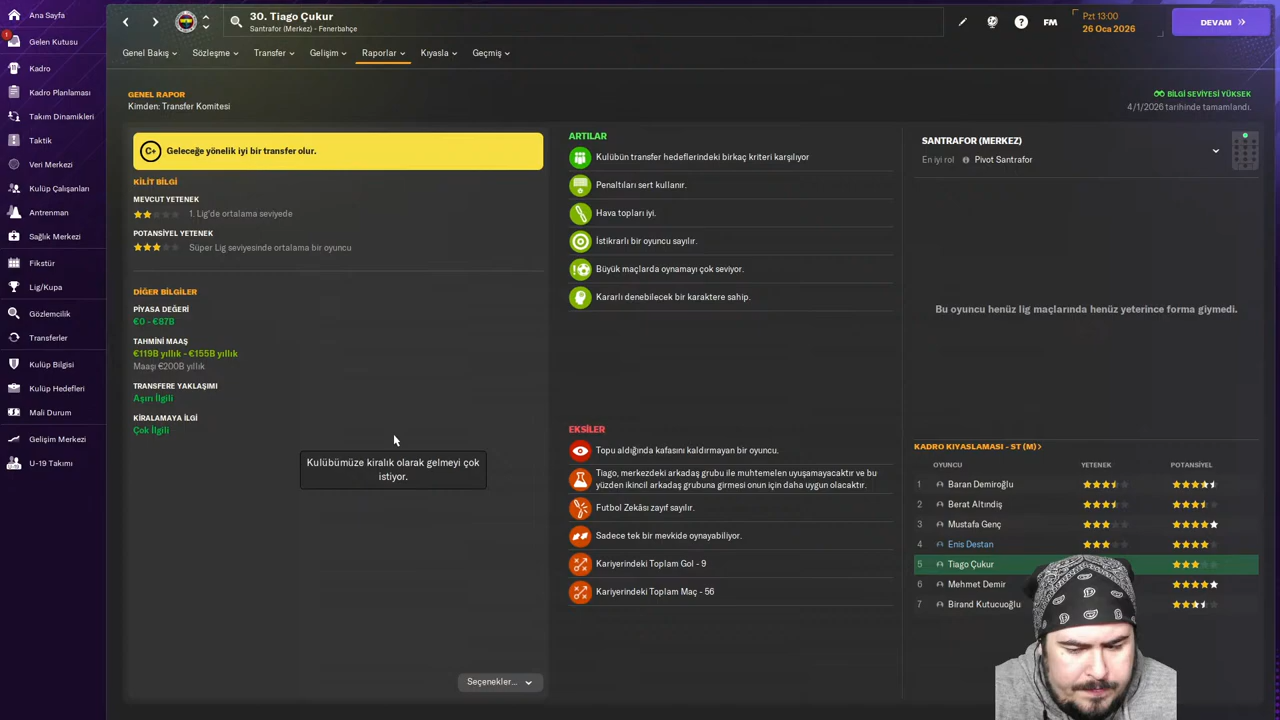 Ana Sayfa
1
Gelen Kutusu
Kadro
Kadro Planlaması
Takım Dinamikleri
Taktik
Veri Merkezi
Kulüp Çalışanları
Antrenman
Sağlık Merkezi
Fikstür
Lig/Kupa
Gözlemcilik
Transferler
Kulüp Bilgisi
Kulüp Hedefleri
Mali Durum
Gelişim Merkezi
U-19 Takımı
30. Tiago Çukur
Santrafor (Merkez) - Fenerbahçe
FM
Pzt 13:00
26 Oca 2026
DEVAM
Genel Bakış
Sözleşme
Transfer
Gelişim
Raporlar
Kıyasla
Geçmiş
GENEL RAPOR
Kimden: Transfer Komitesi
BİLGİ SEVİYESİ YÜKSEK
4/1/2026 tarihinde tamamlandı.
C+ Geleceğe yönelik iyi bir transfer olur.
KİLİT BİLGİ
MEVCUT YETENEK
1. Lig'de ortalama seviyede
POTANSİYEL YETENEK
Süper Lig seviyesinde ortalama bir oyuncu
DİĞER BİLGİLER
PİYASA DEĞERİ
€0 - €87B
TAHMİNİ MAAŞ
€119B yıllık - €155B yıllık
Maaşı €200B yıllık
TRANSFERE YAKLAŞIMI
Aşırı İlgili
KİRALAMAYA İLGİ
Çok İlgili
Kulübümüze kiralık olarak gelmeyi çok
istiyor.
Seçenekler...
ARTILAR
Kulübün transfer hedeflerindeki birkaç kriteri karşılıyor
Penaltıları sert kullanır.
Hava topları iyi.
İstikrarlı bir oyuncu sayılır.
Büyük maçlarda oynamayı çok seviyor.
Kararlı denebilecek bir karaktere sahip.
EKSİLER
Topu aldığında kafasını kaldırmayan bir oyuncu.
Tiago, merkezdeki arkadaş grubu ile muhtemelen uyuşamayacaktır ve bu
yüzden ikincil arkadaş grubuna girmesi onun için daha uygun olacaktır.
Futbol Zekâsı zayıf sayılır.
Sadece tek bir mevkide oynayabiliyor.
Kariyerindeki Toplam Gol - 9
Kariyerindeki Toplam Maç - 56
SANTRAFOR (MERKEZ)
En iyi rol Pivot Santrafor
Bu oyuncu henüz lig maçlarında henüz yeterince forma giymedi.
KADRO KIYASLAMASI - ST (M) >
OYUNCU YETENEK POTANSİYEL
1 Baran Demiroğlu
2 Berat Altındiş
3 Mustafa Genç
4 Enis Destan
5 Tiago Çukur
6 Mehmet Demir
7 Birand Kutucuoğlu